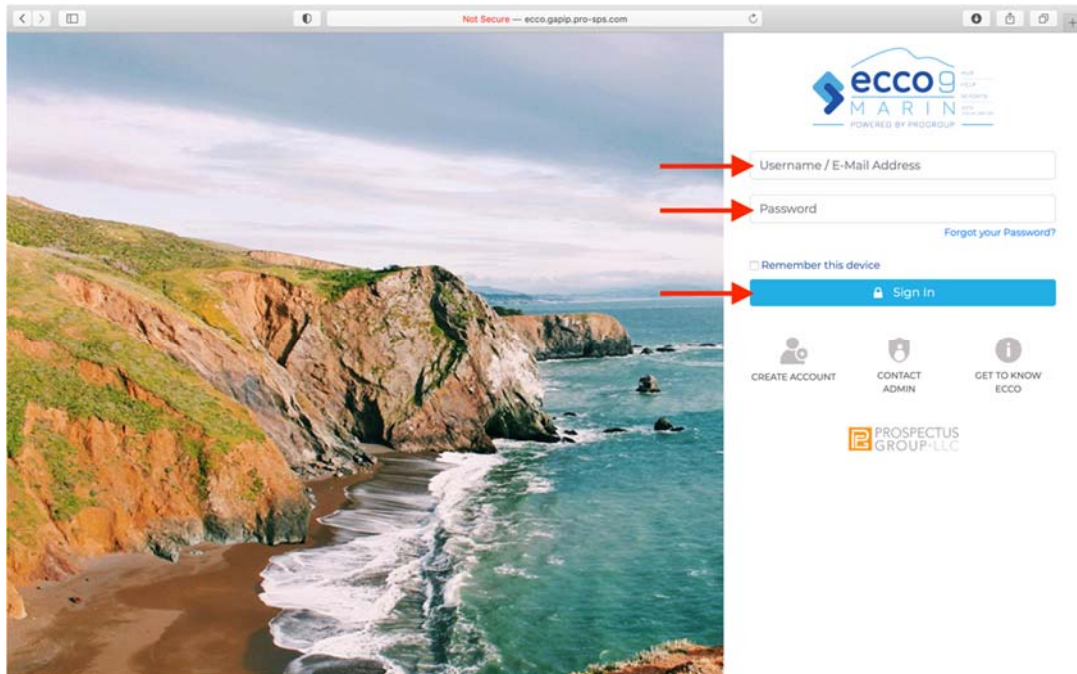 Not Secure — ecco.gapip.pro-sps.com
ecco9
MARIN
POWERED BY PROGROUP
Username / E-Mail Address
Password
Forgot your Password?
Remember this device
Sign In
CREATE ACCOUNT
CONTACT
ADMIN
GET TO KNOW
ECCO
PROSPECTUS
GROUP·LLC